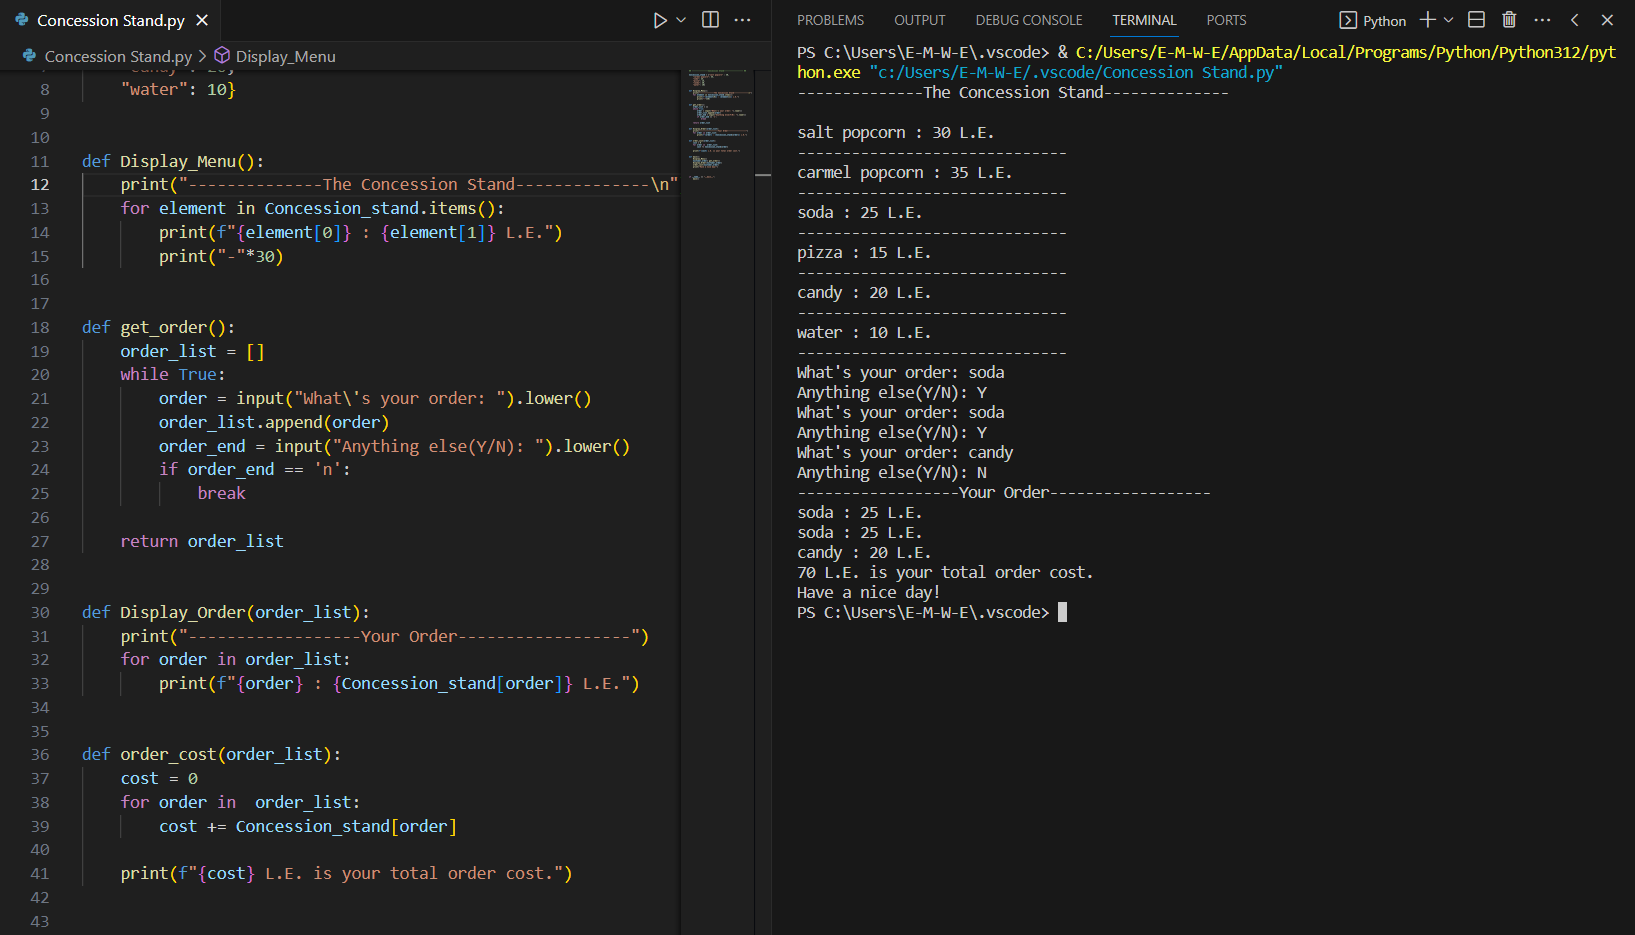 Concession Stand.py
Concession Stand.py > Display_Menu
8 "water": 10}
9
10
11 def Display_Menu():
12 print("--------------The Concession Stand--------------\n"
13 for element in Concession_stand.items():
14 print(f"{element[0]} : {element[1]} L.E.")
15 print("-"*30)
16
17
18 def get_order():
19 order_list = []
20 while True:
21 order = input("What\'s your order: ").lower()
22 order_list.append(order)
23 order_end = input("Anything else(Y/N): ").lower()
24 if order_end == 'n':
25 break
26
27 return order_list
28
29
30 def Display_Order(order_list):
31 print("------------------Your Order------------------")
32 for order in order_list:
33 print(f"{order} : {Concession_stand[order]} L.E.")
34
35
36 def order_cost(order_list):
37 cost = 0
38 for order in  order_list:
39 cost += Concession_stand[order]
40
41 print(f"{cost} L.E. is your total order cost.")
42
43
PROBLEMS OUTPUT DEBUG CONSOLE TERMINAL PORTS Python
PS C:\Users\E-M-W-E\.vscode> & C:/Users/E-M-W-E/AppData/Local/Programs/Python/Python312/pyt
hon.exe "c:/Users/E-M-W-E/.vscode/Concession Stand.py"
--------------The Concession Stand--------------
salt popcorn : 30 L.E.
------------------------------
carmel popcorn : 35 L.E.
------------------------------
soda : 25 L.E.
------------------------------
pizza : 15 L.E.
------------------------------
candy : 20 L.E.
------------------------------
water : 10 L.E.
------------------------------
What's your order: soda
Anything else(Y/N): Y
What's your order: soda
Anything else(Y/N): Y
What's your order: candy
Anything else(Y/N): N
------------------Your Order------------------
soda : 25 L.E.
soda : 25 L.E.
candy : 20 L.E.
70 L.E. is your total order cost.
Have a nice day!
PS C:\Users\E-M-W-E\.vscode>